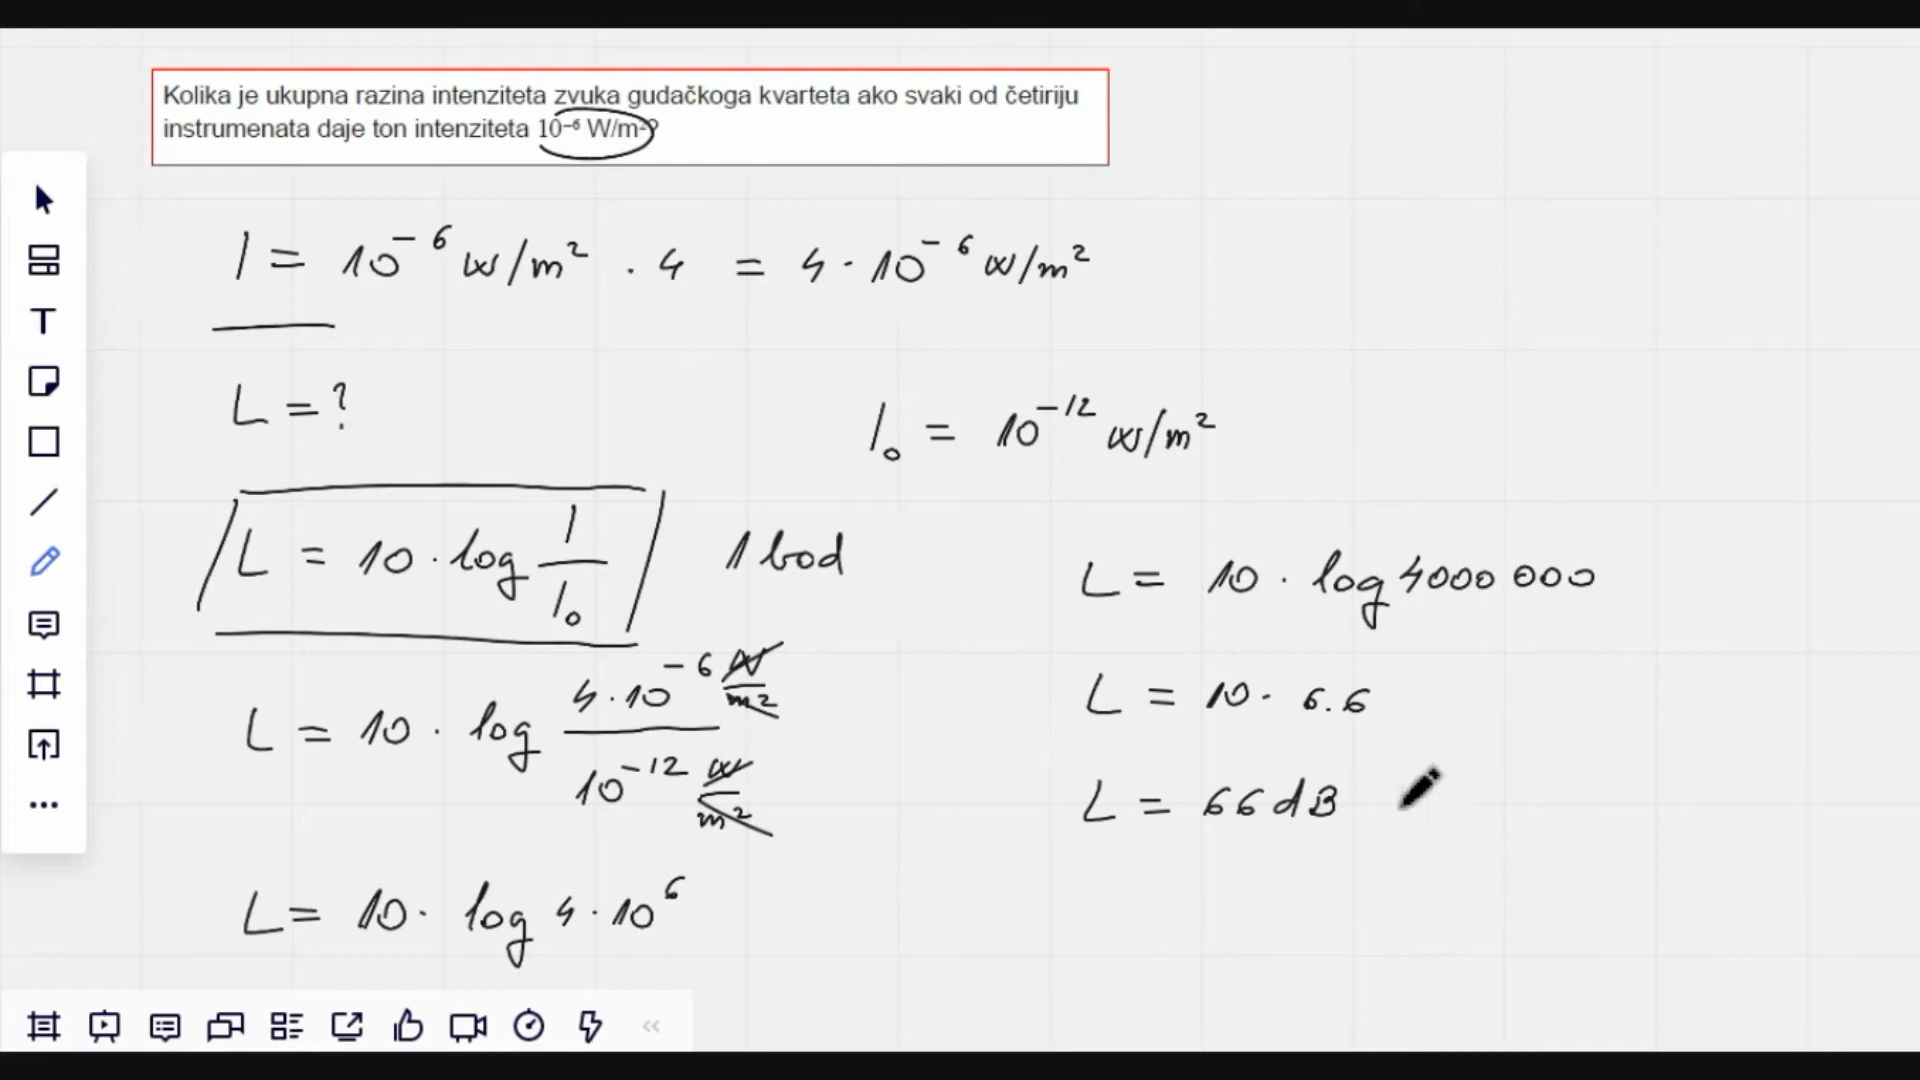 Kolika je ukupna razina intenziteta zvuka gudačkoga kvarteta ako svaki od četiriju
instrumenata daje ton intenziteta 10⁻⁶ W/m²?
I = 10⁻⁶ W/m² · 4 = 4 · 10⁻⁶ W/m²
L = ?
I₀ = 10⁻¹² W/m²
L = 10 · log I/I₀ 1 bod
L = 10 · log 4 · 10⁻⁶ W/m² / 10⁻¹² W/m²
L = 10 · log 4 · 10⁶
L = 10 · log 4000 000
L = 10 · 6.6
L = 66 dB
T